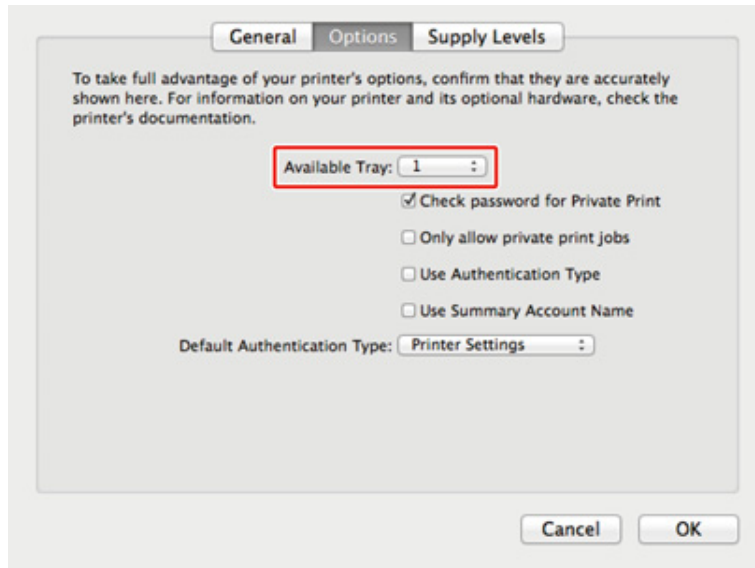 General Options Supply Levels
To take full advantage of your printer's options, confirm that they are accurately
shown here. For information on your printer and its optional hardware, check the
printer's documentation.
Available Tray: 1
Check password for Private Print
Only allow private print jobs
Use Authentication Type
Use Summary Account Name
Default Authentication Type: Printer Settings
Cancel OK